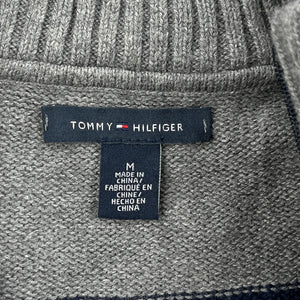 TOMMY HILFIGER
M
MADE IN
CHINA/
FABRIQUÉ EN
CHINE/
HECHO EN
CHINA